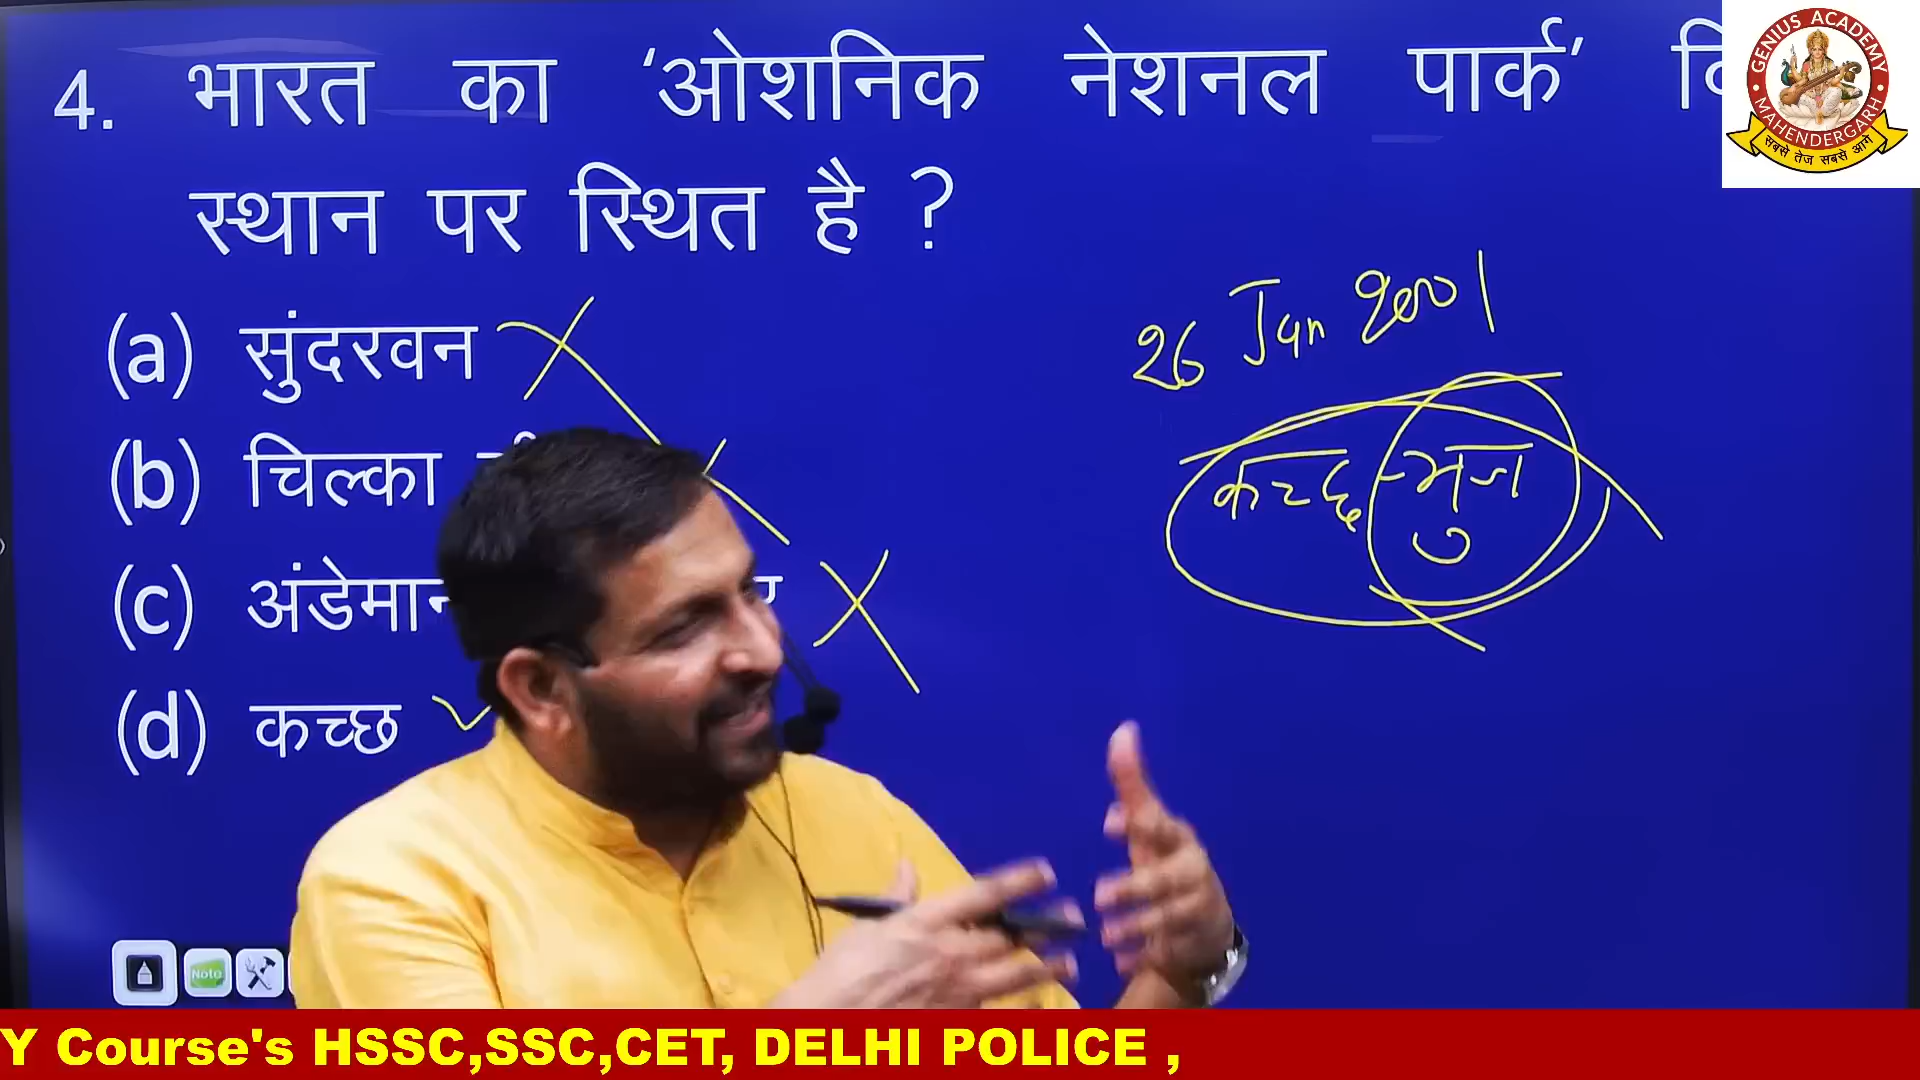 4. भारत का ‘ओशनिक नेशनल पार्क’
स्थान पर स्थित है ?
(a) सुंदरवन
(b) चिल्का
(c) अंडेमान
(d) कच्छ
26 Jan 2001
कच्छ - भुज
GENIUS ACADEMY
MAHENDERGARH
सबसे तेज सबसे आगे
Note
Y Course's HSSC,SSC,CET, DELHI POLICE ,